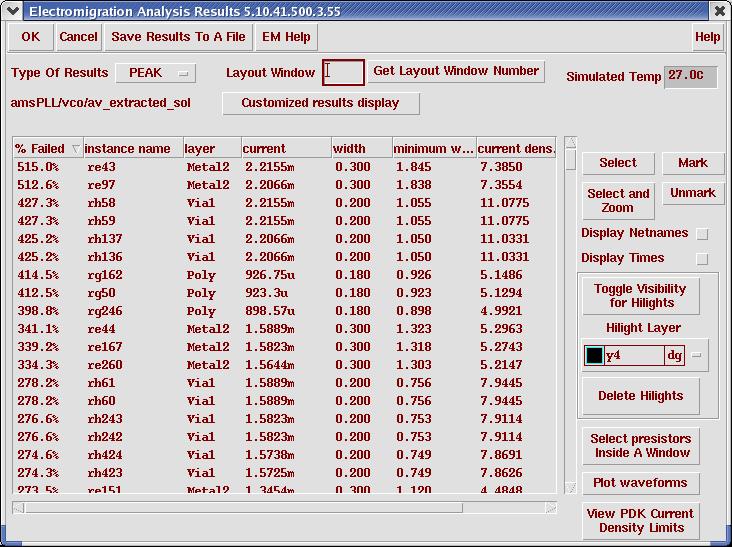 Electromigration Analysis Results 5.10.41.500.3.55
OK Cancel Save Results To A File EM Help Help
Type Of Results PEAK Layout Window Get Layout Window Number Simulated Temp 27.0C
amsPLL/vco/av_extracted_sol Customized results display
% Failed instance name layer current width minimum w... current dens.
515.0% re43 Metal2 2.2155m 0.300 1.845 7.3850
512.6% re97 Metal2 2.2066m 0.300 1.838 7.3554
427.3% rh58 Via1 2.2155m 0.200 1.055 11.0775
427.3% rh59 Via1 2.2155m 0.200 1.055 11.0775
425.2% rh137 Via1 2.2066m 0.200 1.050 11.0331
425.2% rh136 Via1 2.2066m 0.200 1.050 11.0331
414.5% rg162 Poly 926.75u 0.180 0.926 5.1486
412.5% rg50 Poly 923.3u 0.180 0.923 5.1294
398.8% rg246 Poly 898.57u 0.180 0.898 4.9921
341.1% re44 Metal2 1.5889m 0.300 1.323 5.2963
339.2% re167 Metal2 1.5823m 0.300 1.318 5.2743
334.3% re260 Metal2 1.5644m 0.300 1.303 5.2147
278.2% rh61 Via1 1.5889m 0.200 0.756 7.9445
278.2% rh60 Via1 1.5889m 0.200 0.756 7.9445
276.6% rh243 Via1 1.5823m 0.200 0.753 7.9114
276.6% rh242 Via1 1.5823m 0.200 0.753 7.9114
274.6% rh424 Via1 1.5738m 0.200 0.750 7.8691
274.3% rh423 Via1 1.5725m 0.200 0.749 7.8626
273.5% re151 Metal2 1.3454m 0.300 1.120 4.4848
Select Mark
Select and
Zoom
Unmark
Display Netnames
Display Times
Toggle Visibility
for Hilights
Hilight Layer
y4 dg
Delete Hilights
Select presistors
Inside A Window
Plot waveforms
View PDK Current
Density Limits